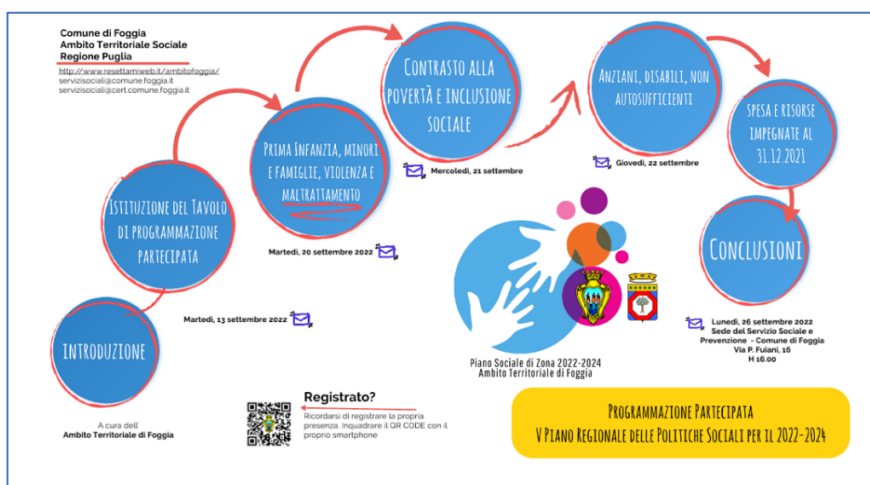 Comune di Foggia
Ambito Territoriale Sociale
Regione Puglia
http://www.resettamiweb.it/ambitofoggia/
servizisociali@comune.foggia.it
servizisociali@cert.comune.foggia.it
INTRODUZIONE
A cura dell'
Ambito Territoriale di Foggia
ISTITUZIONE DEL TAVOLO
DI PROGRAMMAZIONE
PARTECIPATA
Martedì, 13 settembre 2022
PRIMA ENFANZIA, MINORI
E FAMIGLIE, VIOLENZA E
MALTRATTAMENTO
Martedì, 20 settembre 2022
CONTRASTO ALLA
POVERTÀ E INCLUSIONE
SOCIALE
Mercoledì, 21 settembre
ANZIANI, DISABILI, NON
AUTOSUFFICIENTI
Giovedì, 22 settembre
SPESA E RISORSE
IMPEGNATE AL
31.12.2021
CONCLUSIONI
Lunedì, 26 settembre 2022
Sede del Servizio Sociale e
Prevenzione - Comune di Foggia
Via P. Fuiani, 16
H 16.00
Piano Sociale di Zona 2022-2024
Ambito Territoriale di Foggia
Registrato?
Ricordarsi di registrare la propria
presenza. Inquadrare il QR CODE con il
proprio smartphone
PROGRAMMAZIONE PARTECIPATA
V PIANO REGIONALE DELLE POLITICHE SOCIALI PER IL 2022-2024